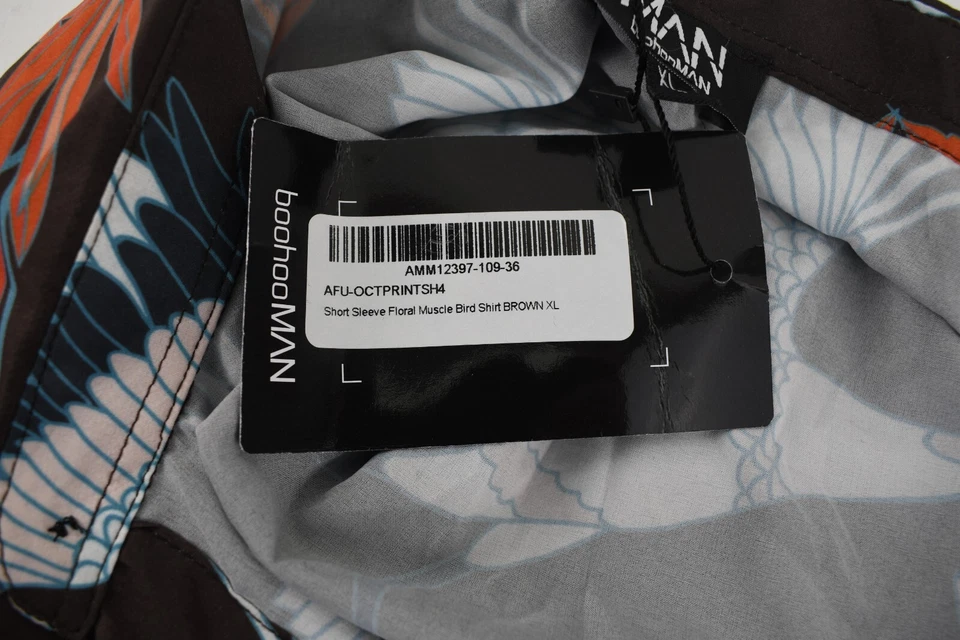 MAN
boohooMAN
XL
boohooMAN
AMM12397-109-36
AFU-OCTPRINTSH4
Short Sleeve Floral Muscle Bird Shirt BROWN XL